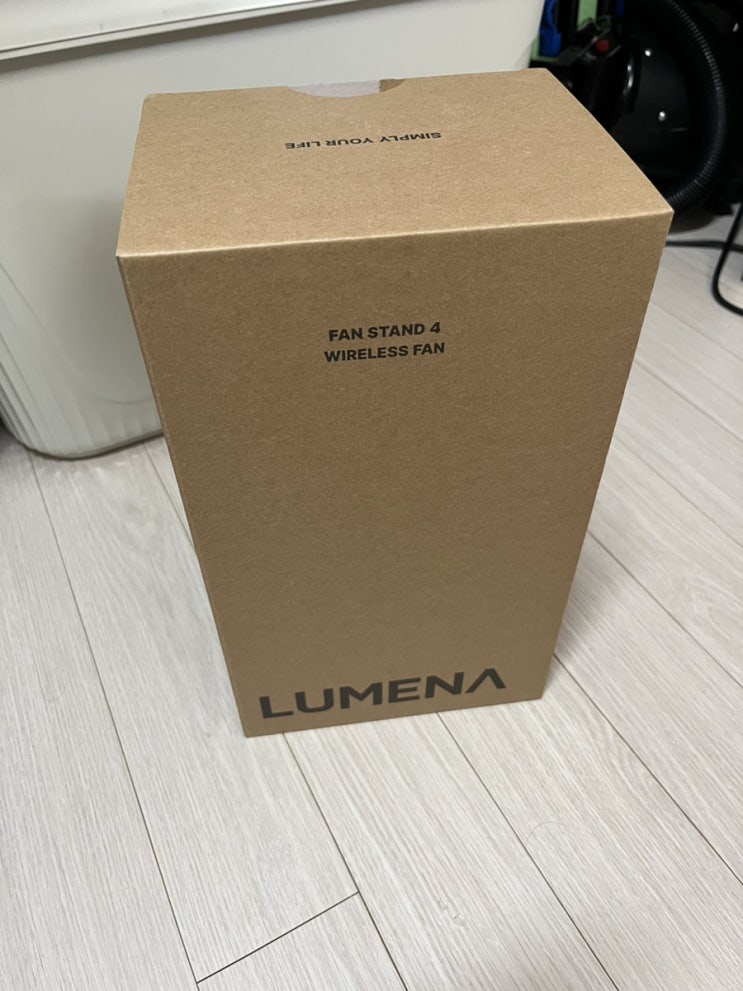 SIMPLY YOUR LIFE
FAN STAND 4
WIRELESS FAN
LUMENA